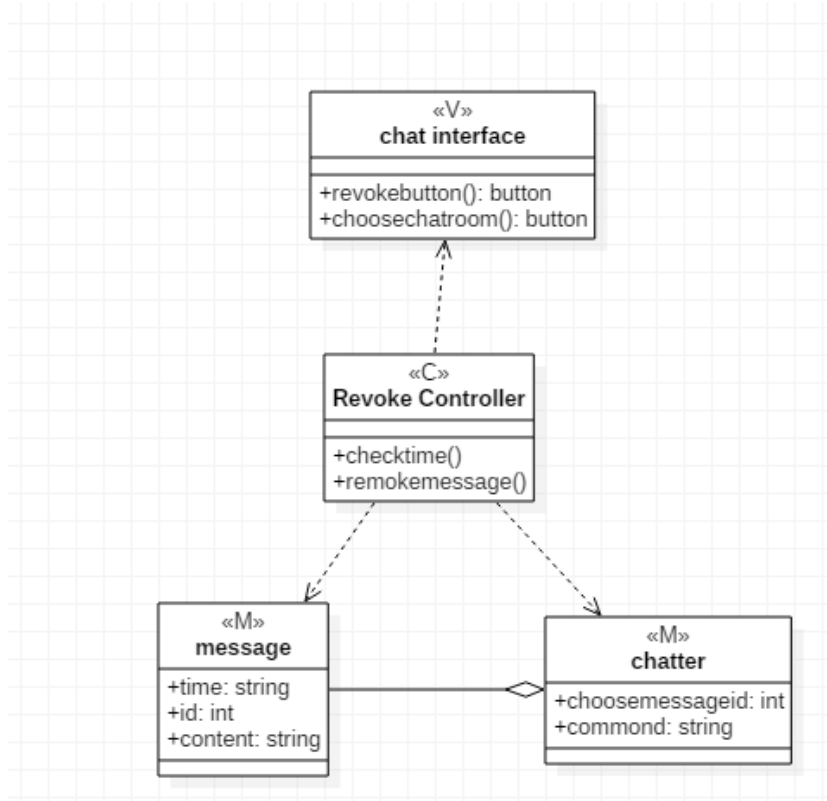 «V»
chat interface
+revokebutton(): button
+choosechatroom(): button
«C»
Revoke Controller
+checktime()
+remokemessage()
«M»
message
+time: string
+id: int
+content: string
«M»
chatter
+choosemessageid: int
+commond: string